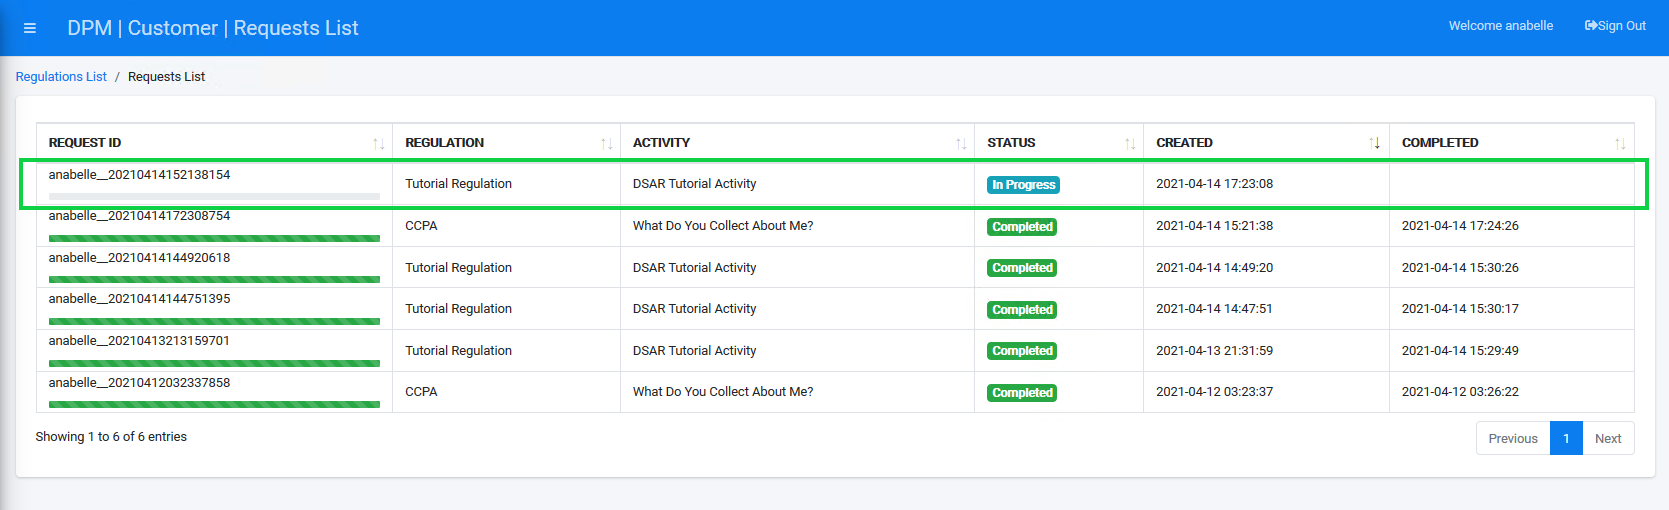 DPM | Customer | Requests List
Welcome anabelle
Sign Out
Regulations List / Requests List
REQUEST ID REGULATION ACTIVITY STATUS CREATED COMPLETED
anabelle__20210414152138154 Tutorial Regulation DSAR Tutorial Activity In Progress 2021-04-14 17:23:08
anabelle__20210414172308754 CCPA What Do You Collect About Me? Completed 2021-04-14 15:21:38 2021-04-14 17:24:26
anabelle__20210414144920618 Tutorial Regulation DSAR Tutorial Activity Completed 2021-04-14 14:49:20 2021-04-14 15:30:26
anabelle__20210414144751395 Tutorial Regulation DSAR Tutorial Activity Completed 2021-04-14 14:47:51 2021-04-14 15:30:17
anabelle__20210413213159701 Tutorial Regulation DSAR Tutorial Activity Completed 2021-04-13 21:31:59 2021-04-14 15:29:49
anabelle__20210412032337858 CCPA What Do You Collect About Me? Completed 2021-04-12 03:23:37 2021-04-12 03:26:22
Showing 1 to 6 of 6 entries
Previous 1 Next